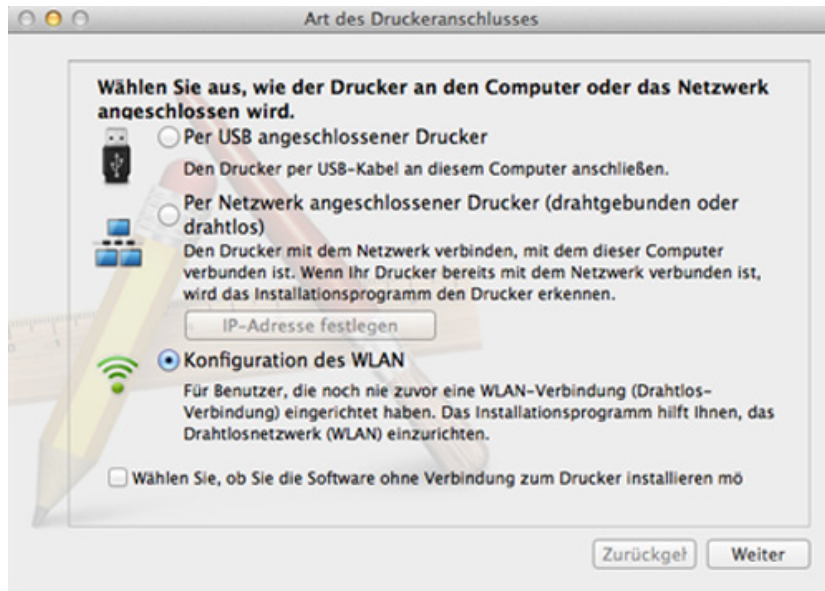 Art des Druckeranschlusses
Wählen Sie aus, wie der Drucker an den Computer oder das Netzwerk
angeschlossen wird.
Per USB angeschlossener Drucker
Den Drucker per USB-Kabel an diesem Computer anschließen.
Per Netzwerk angeschlossener Drucker (drahtgebunden oder
drahtlos)
Den Drucker mit dem Netzwerk verbinden, mit dem dieser Computer
verbunden ist. Wenn Ihr Drucker bereits mit dem Netzwerk verbunden ist,
wird das Installationsprogramm den Drucker erkennen.
IP-Adresse festlegen
Konfiguration des WLAN
Für Benutzer, die noch nie zuvor eine WLAN-Verbindung (Drahtlos-
Verbindung) eingerichtet haben. Das Installationsprogramm hilft Ihnen, das
Drahtlosnetzwerk (WLAN) einzurichten.
Wählen Sie, ob Sie die Software ohne Verbindung zum Drucker installieren mö
Zurückgeh
Weiter